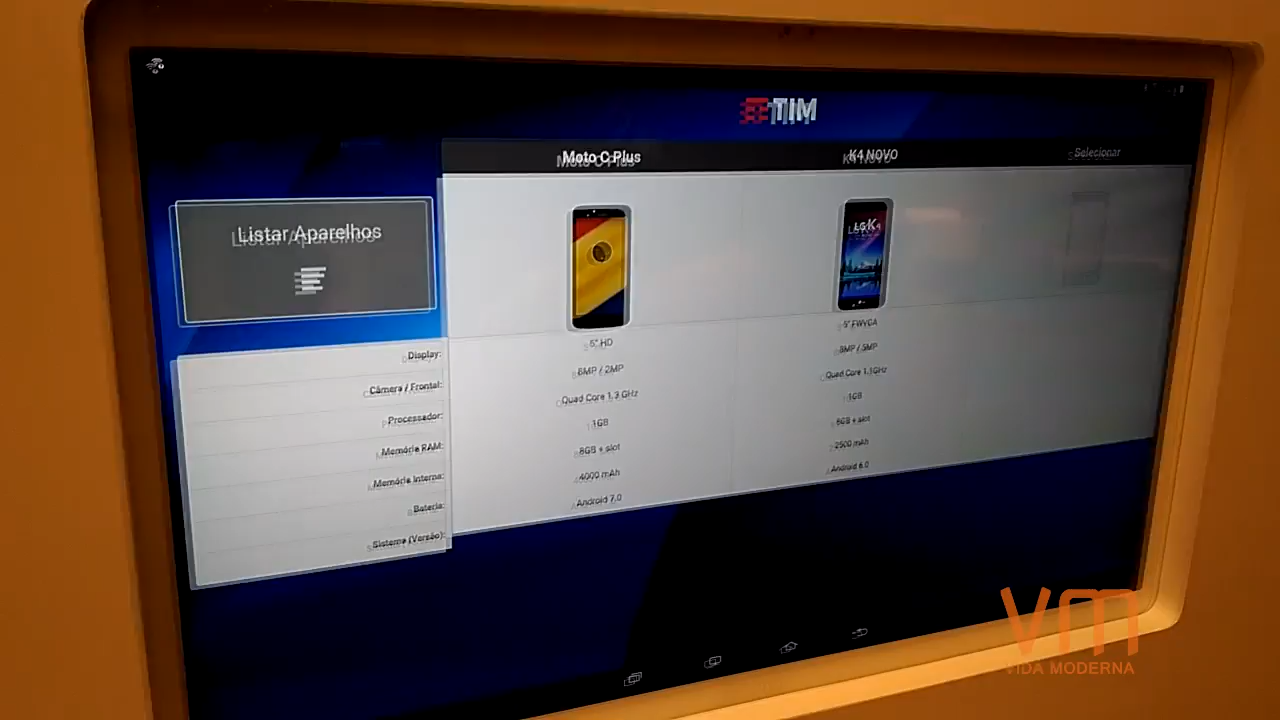 TIM
Moto C Plus
K4 NOVO
Selecionar
Listar Aparelhos
LG K4
Display:
5" HD
5" FWVGA
Câmera / Frontal:
8MP / 2MP
8MP / 5MP
Processador:
Quad Core 1.3 GHz
Quad Core 1.1GHz
Memória RAM:
1GB
1GB
Memória Interna:
8GB + slot
8GB + slot
Bateria:
4000 mAh
2500 mAh
Sistema (Versão):
Android 7.0
Android 6.0
VM
VIDA MODERNA